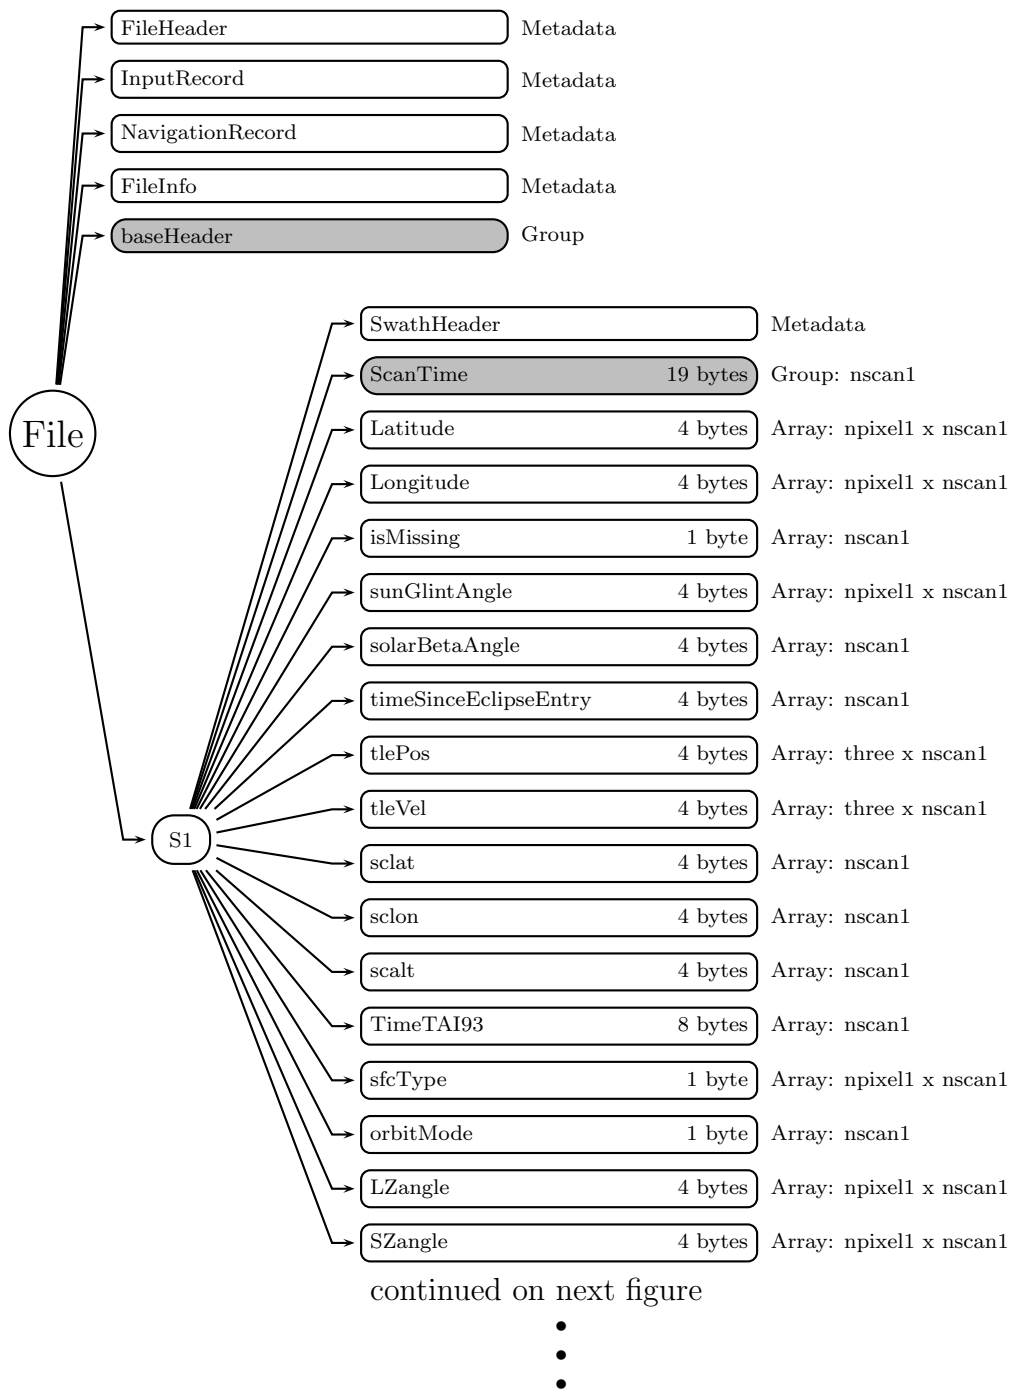 FileHeader Metadata
InputRecord Metadata
NavigationRecord Metadata
FileInfo Metadata
baseHeader Group
SwathHeader Metadata
ScanTime 19 bytes Group: nscan1
File
Latitude 4 bytes Array: npixel1 x nscan1
Longitude 4 bytes Array: npixel1 x nscan1
isMissing 1 byte Array: nscan1
sunGlintAngle 4 bytes Array: npixel1 x nscan1
solarBetaAngle 4 bytes Array: nscan1
timeSinceEclipseEntry 4 bytes Array: nscan1
tlePos 4 bytes Array: three x nscan1
tleVel 4 bytes Array: three x nscan1
S1
sclat 4 bytes Array: nscan1
sclon 4 bytes Array: nscan1
scalt 4 bytes Array: nscan1
TimeTAI93 8 bytes Array: nscan1
sfcType 1 byte Array: npixel1 x nscan1
orbitMode 1 byte Array: nscan1
LZangle 4 bytes Array: npixel1 x nscan1
SZangle 4 bytes Array: npixel1 x nscan1
continued on next figure